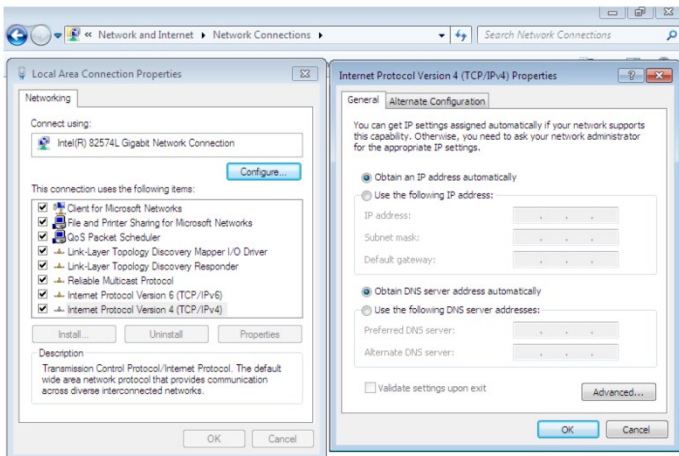 « Network and Internet ▸ Network Connections ▸
Search Network Connections
Local Area Connection Properties
Networking
Connect using:
Intel(R) 82574L Gigabit Network Connection
Configure...
This connection uses the following items:
Client for Microsoft Networks
File and Printer Sharing for Microsoft Networks
QoS Packet Scheduler
Link-Layer Topology Discovery Mapper I/O Driver
Link-Layer Topology Discovery Responder
Reliable Multicast Protocol
Internet Protocol Version 6 (TCP/IPv6)
Internet Protocol Version 4 (TCP/IPv4)
Install... Uninstall Properties
Description
Transmission Control Protocol/Internet Protocol. The default
wide area network protocol that provides communication
across diverse interconnected networks.
OK Cancel
Internet Protocol Version 4 (TCP/IPv4) Properties
General Alternate Configuration
You can get IP settings assigned automatically if your network supports
this capability. Otherwise, you need to ask your network administrator
for the appropriate IP settings.
Obtain an IP address automatically
Use the following IP address:
IP address:
Subnet mask:
Default gateway:
Obtain DNS server address automatically
Use the following DNS server addresses:
Preferred DNS server:
Alternate DNS server:
Validate settings upon exit
Advanced...
OK Cancel